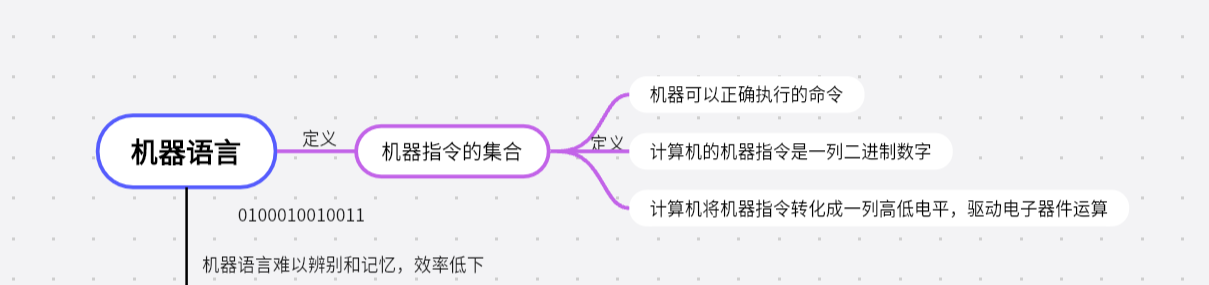 机器可以正确执行的命令
定义
机器语言
定义
机器指令的集合
计算机的机器指令是一列二进制数字
计算机将机器指令转化成一列高低电平，驱动电子器件运算
0100010010011
机器语言难以辨别和记忆，效率低下